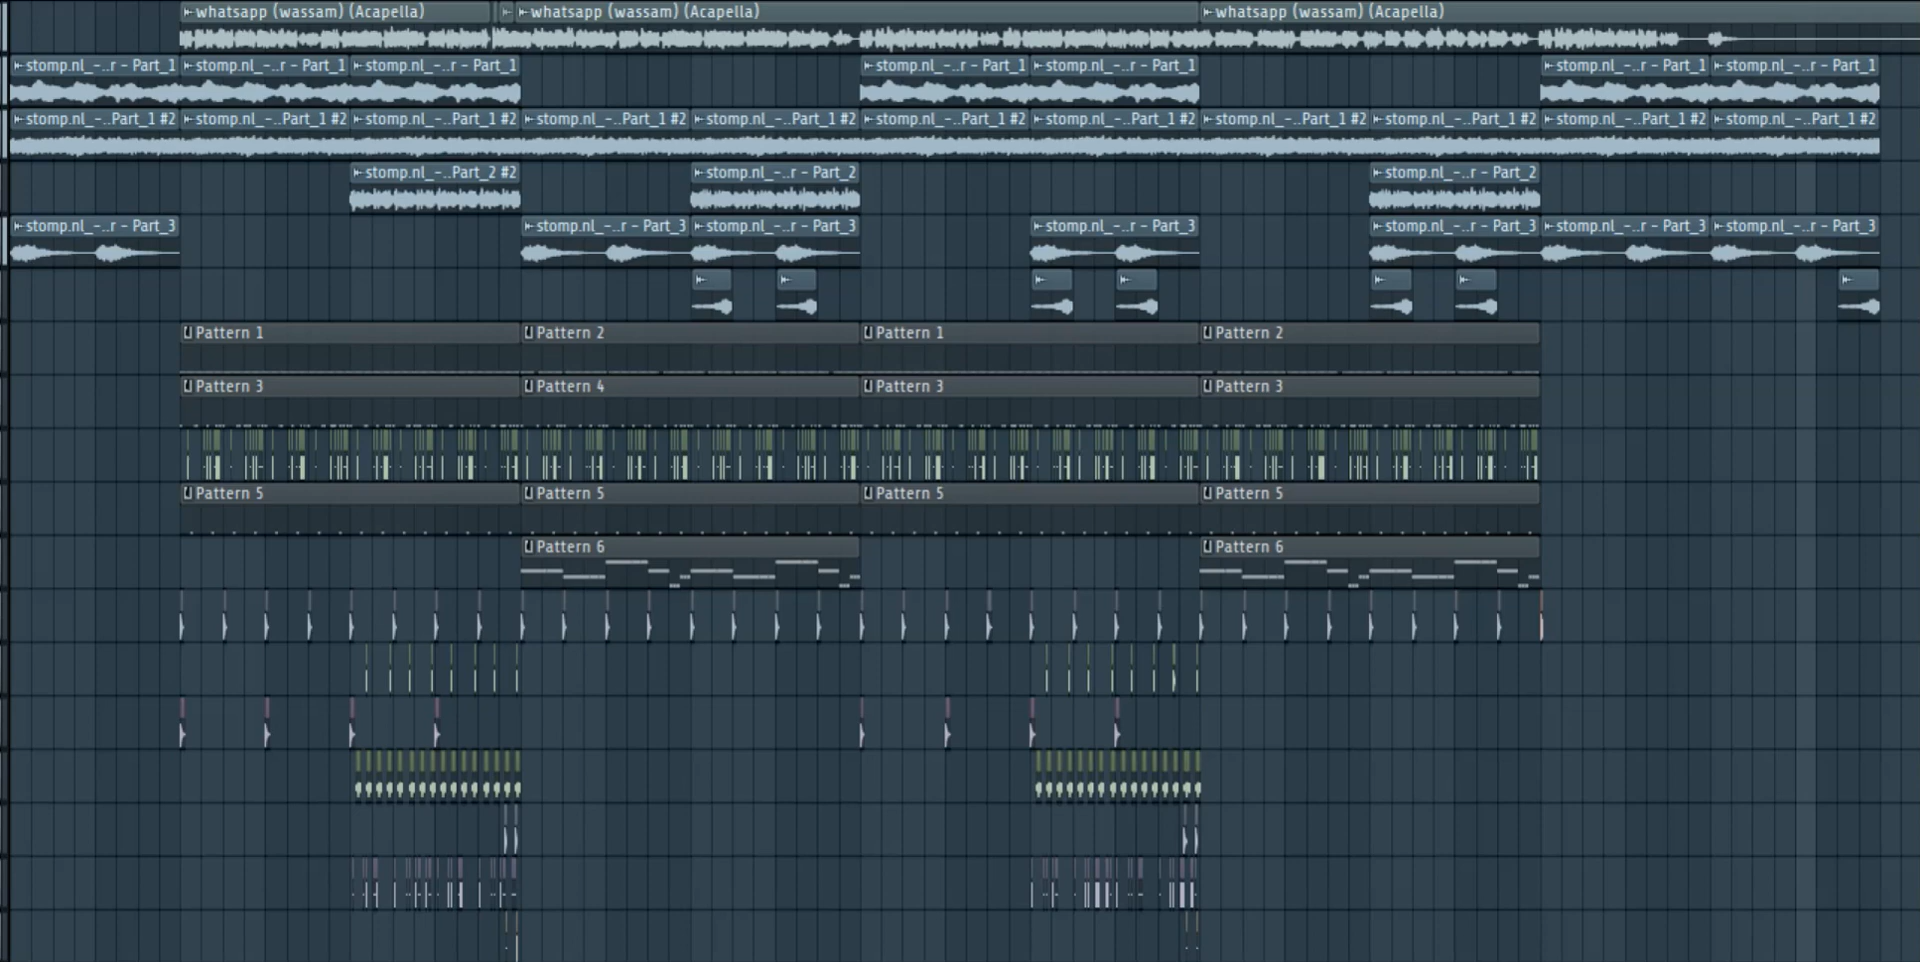 whatsapp (wassam) (Acapella) whatsapp (wassam) (Acapella) whatsapp (wassam) (Acapella)
stomp.nl_-..r - Part_1 stomp.nl_-..r - Part_1 stomp.nl_-..r - Part_1 stomp.nl_-..r - Part_1 stomp.nl_-..r - Part_1 stomp.nl_-..r - Part_1 stomp.nl_-..r - Part_1
stomp.nl_-..Part_1 #2 stomp.nl_-..Part_1 #2 stomp.nl_-..Part_1 #2 stomp.nl_-..Part_1 #2 stomp.nl_-..Part_1 #2 stomp.nl_-..Part_1 #2 stomp.nl_-..Part_1 #2 stomp.nl_-..Part_1 #2 stomp.nl_-..Part_1 #2 stomp.nl_-..Part_1 #2 stomp.nl_-..Part_1 #2
stomp.nl_-..Part_2 #2 stomp.nl_-..r - Part_2 stomp.nl_-..r - Part_2
stomp.nl_-..r - Part_3 stomp.nl_-..r - Part_3 stomp.nl_-..r - Part_3 stomp.nl_-..r - Part_3 stomp.nl_-..r - Part_3 stomp.nl_-..r - Part_3 stomp.nl_-..r - Part_3
Pattern 1 Pattern 2 Pattern 1 Pattern 2
Pattern 3 Pattern 4 Pattern 3 Pattern 3
Pattern 5 Pattern 5 Pattern 5 Pattern 5
Pattern 6 Pattern 6